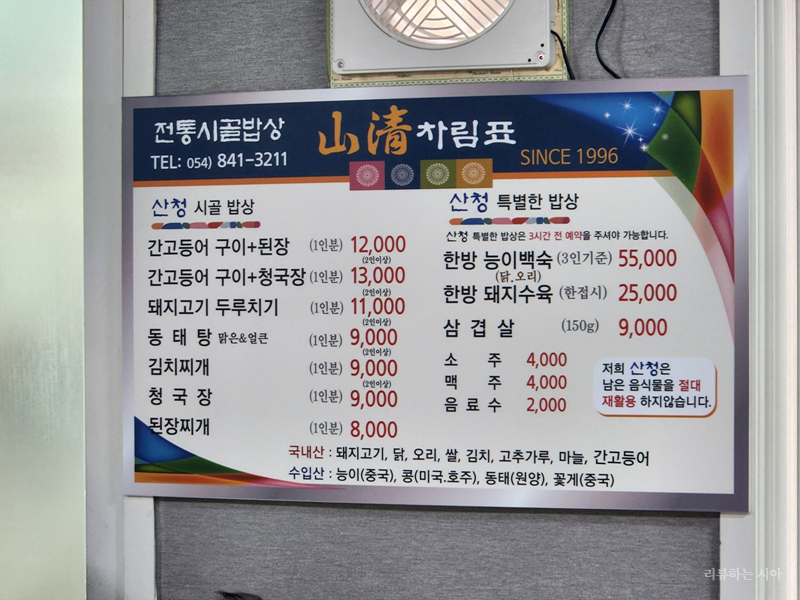 전통시골밥상
TEL: (054) 841-3211
山清 차림표
SINCE 1996
산청 시골 밥상
간고등어 구이+된장 (1인분) 12,000
(2인이상)
간고등어 구이+청국장 (1인분) 13,000
(2인이상)
돼지고기 두루치기 (1인분) 11,000
(2인이상)
동태탕 맑은&얼큰 (1인분) 9,000
(2인이상)
김치찌개 (1인분) 9,000
(2인이상)
청국장 (1인분) 9,000
된장찌개 (1인분) 8,000
산청 특별한 밥상
산청 특별한 밥상은 3시간 전 예약을 주셔야 가능합니다.
한방 능이백숙 (3인기준) 55,000
(닭.오리)
한방 돼지수육 (한접시) 25,000
삼겹살 (150g) 9,000
소주 4,000
맥주 4,000
음료수 2,000
저희 산청은
남은 음식물을 절대
재활용 하지않습니다.
국내산 : 돼지고기, 닭, 오리, 쌀, 김치, 고추가루, 마늘, 간고등어
수입산 : 능이(중국), 콩(미국.호주), 동태(원양), 꽃게(중국)
리뷰하는 시아